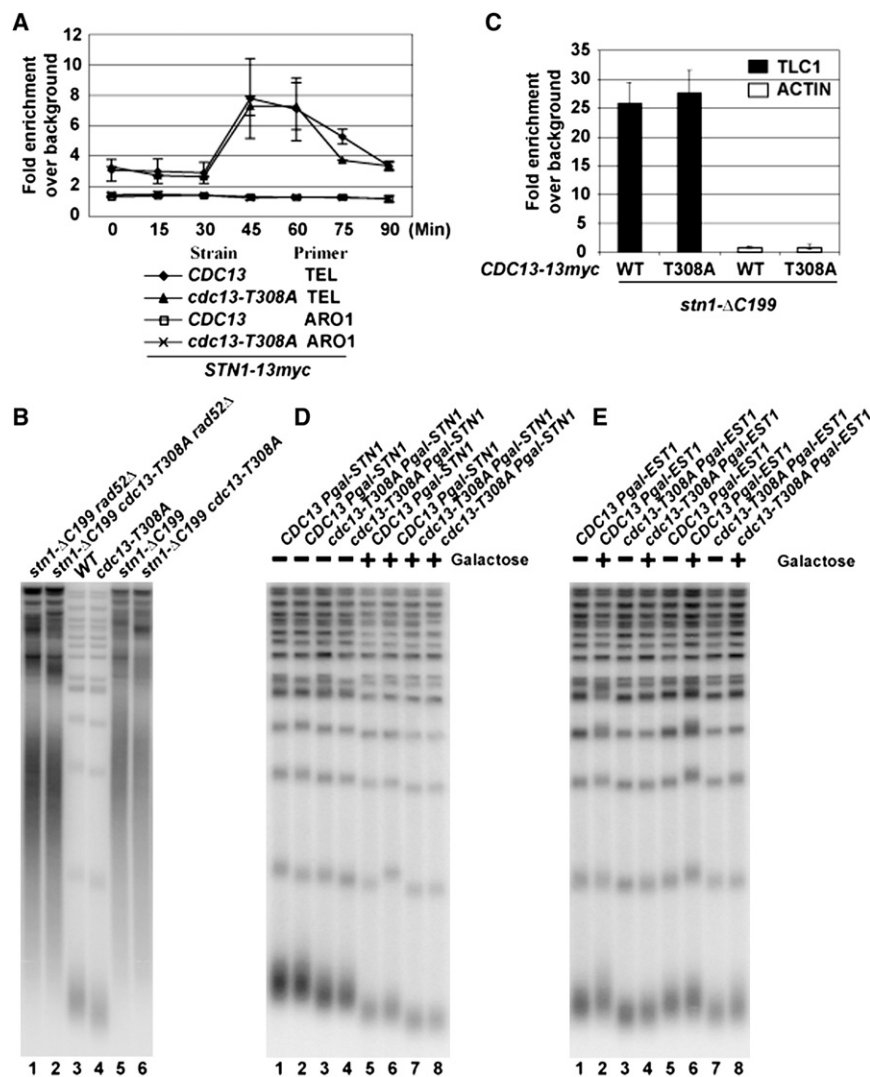 A
Fold enrichment
over background
12
10
8
6
4
2
0
0 15 30 45 60 75 90 (Min)
Strain Primer
CDC13 TEL
cdc13-T308A TEL
CDC13 ARO1
cdc13-T308A ARO1
STN1-13myc
C
Fold enrichment
over background
35
30
25
20
15
10
5
0
TLC1
ACTIN
CDC13-13myc WT T308A WT T308A
stn1-ΔC199
B
stn1-ΔC199 rad52Δ
stn1-ΔC199 cdc13-T308A rad52Δ
WT
cdc13-T308A
stn1-ΔC199
stn1-ΔC199 cdc13-T308A
1 2 3 4 5 6
D
CDC13 Pgal-STN1
CDC13 Pgal-STN1
cdc13-T308A Pgal-STN1
cdc13-T308A Pgal-STN1
CDC13 Pgal-STN1
CDC13 Pgal-STN1
cdc13-T308A Pgal-STN1
cdc13-T308A Pgal-STN1
− − − − + + + + Galactose
1 2 3 4 5 6 7 8
E
CDC13 Pgal-EST1
CDC13 Pgal-EST1
cdc13-T308A Pgal-EST1
cdc13-T308A Pgal-EST1
CDC13 Pgal-EST1
CDC13 Pgal-EST1
cdc13-T308A Pgal-EST1
cdc13-T308A Pgal-EST1
− + − + − + − + Galactose
1 2 3 4 5 6 7 8